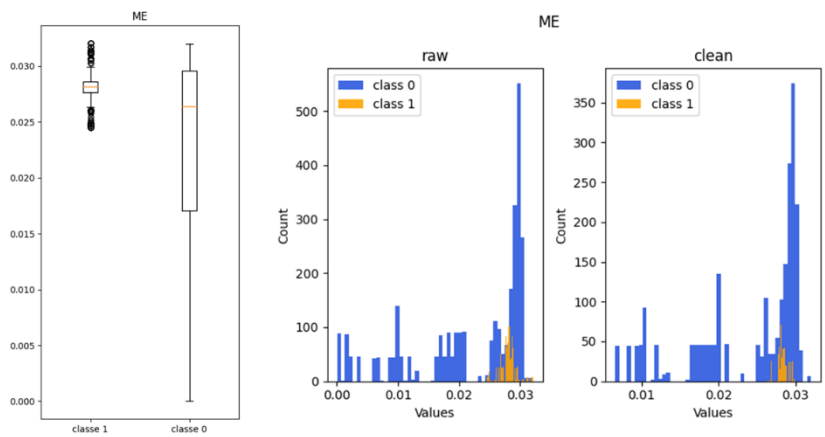 ME
0.030
0.025
0.020
0.015
0.010
0.005
0.000
classe 1
classe 0
ME
raw
class 0
class 1
500
400
300
200
100
0
Count
0.00
0.01
0.02
0.03
Values
clean
class 0
class 1
350
300
250
200
150
100
50
0
Count
0.01
0.02
0.03
Values